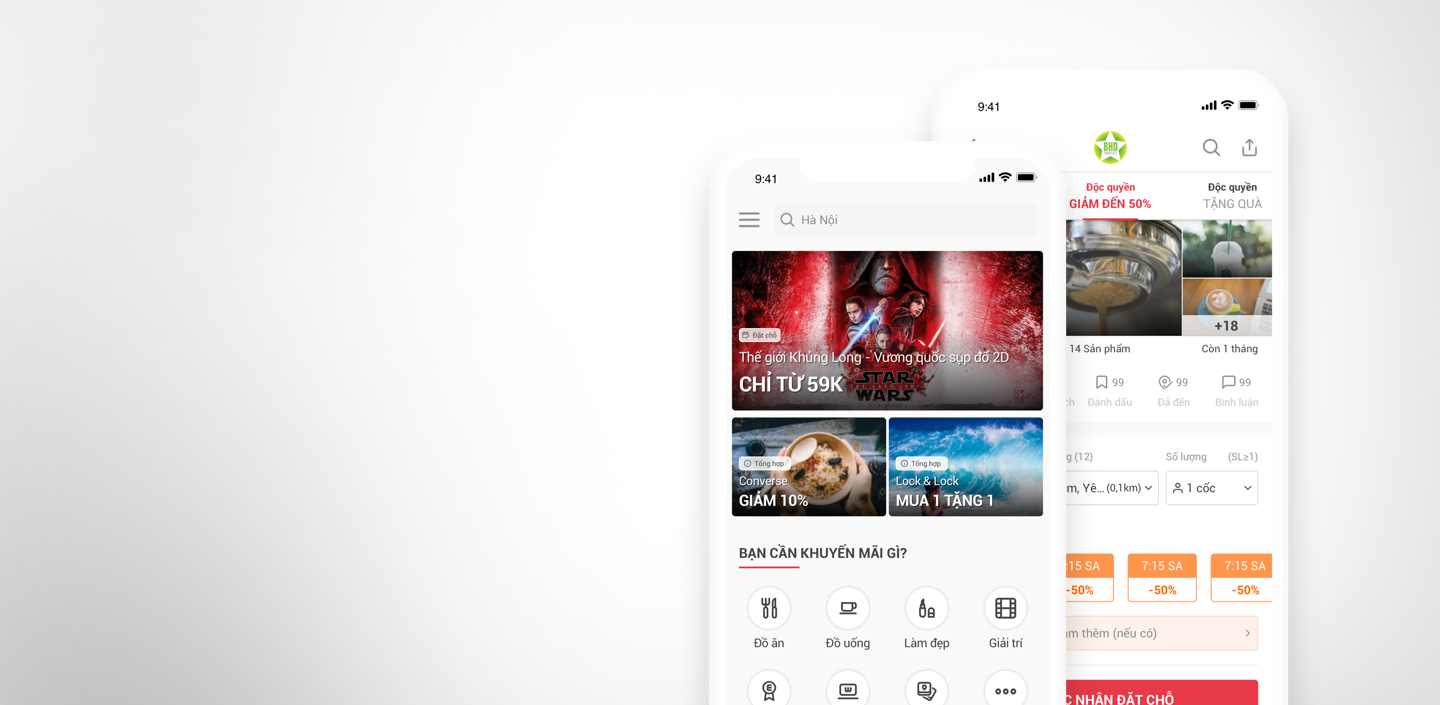 9:41
Hà Nội
Đặt chỗ
Thế giới Khủng Long - Vương quốc sụp đổ 2D
CHỈ TỪ 59K
STAR
THE LAST JEDI
WARS
Tổng hợp
Converse
GIẢM 10%
Tổng hợp
Lock & Lock
MUA 1 TẶNG 1
BẠN CẦN KHUYẾN MÃI GÌ?
Đồ ăn
Đồ uống
Làm đẹp
Giải trí
9:41
BHD
Độc quyền
GIẢM ĐẾN 50%
Độc quyền
TẶNG QUÀ
+18
14 Sản phẩm
Còn 1 tháng
99
99
99
ch
Đánh dấu
Đã đến
Bình luận
g (12)
Số lượng
(SL≥1)
m, Yê... (0,1km)
1 cốc
:15 SA
-50%
7:15 SA
-50%
7:15 SA
-50%
m thêm (nếu có)
C NHẬN ĐẶT CHỖ